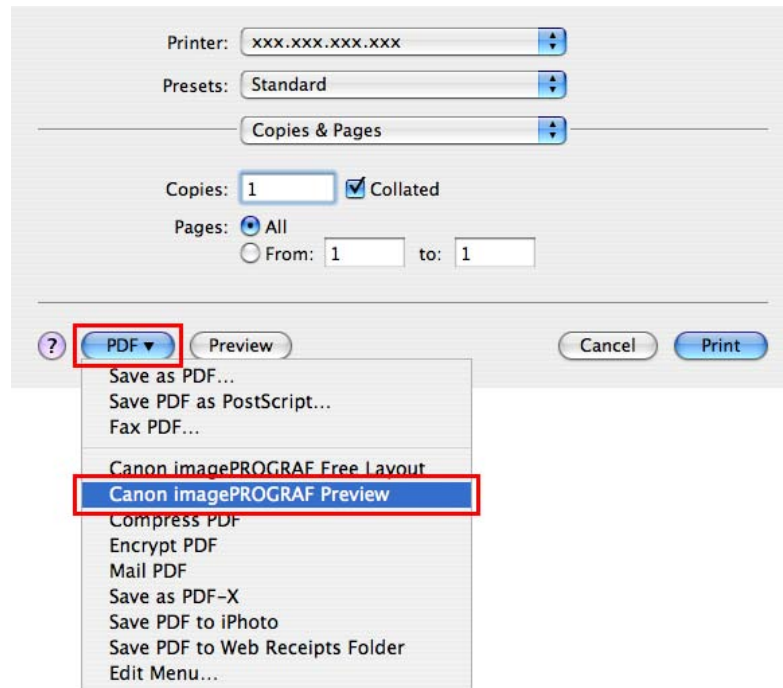 Printer: xxx.xxx.xxx.xxx
Presets: Standard
Copies & Pages
Copies: 1 Collated
Pages: All
From: 1 to: 1
? PDF Preview Cancel Print
Save as PDF...
Save PDF as PostScript...
Fax PDF...
Canon imagePROGRAF Free Layout
Canon imagePROGRAF Preview
Compress PDF
Encrypt PDF
Mail PDF
Save as PDF-X
Save PDF to iPhoto
Save PDF to Web Receipts Folder
Edit Menu...